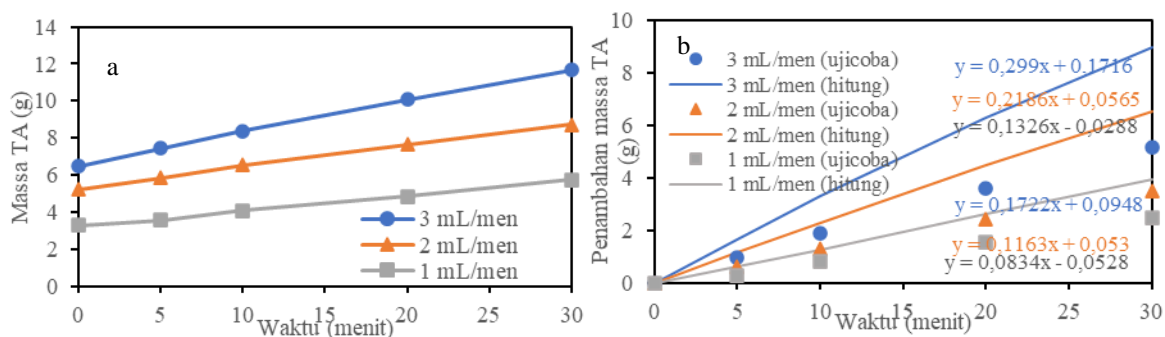 a
Massa TA (g)
14
12
10
8
6
4
2
0
0
5
10
15
20
25
30
Waktu (menit)
3 mL/men
2 mL/men
1 mL/men
b
Penambahan massa TA
(g)
10
8
6
4
2
0
0
5
10
15
20
25
30
Waktu (menit)
3 mL/men (ujicoba)
3 mL/men (hitung)
2 mL/men (ujicoba)
2 mL/men (hitung)
1 mL/men (ujicoba)
1 mL/men (hitung)
y = 0,299x + 0,1716
y = 0,2186x + 0,0565
y = 0,1326x - 0,0288
y = 0,1722x + 0,0948
y = 0,1163x + 0,053
y = 0,0834x - 0,0528